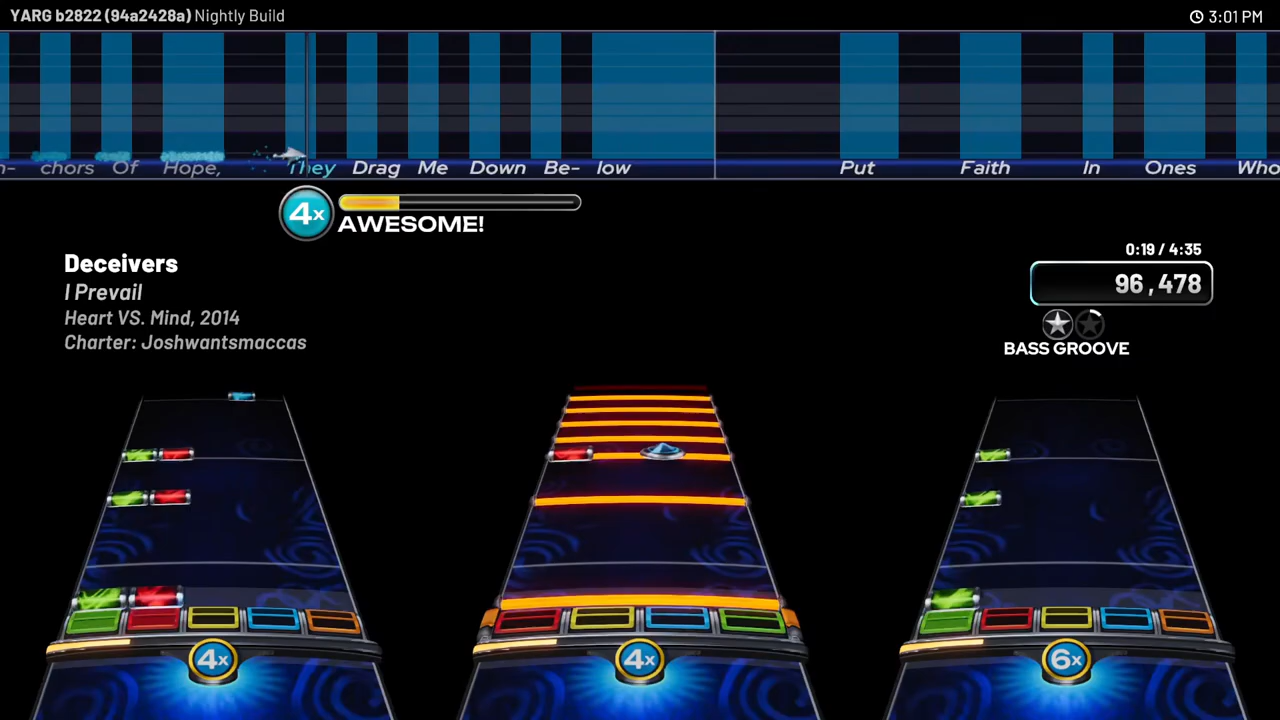 YARG b2822 (94a2428a) Nightly Build
3:01 PM
n- chors Of Hope, They Drag Me Down Be- low Put Faith In Ones Who
4x
AWESOME!
Deceivers
I Prevail
Heart VS. Mind, 2014
Charter: Joshwantsmaccas
0:19 / 4:35
96,478
BASS GROOVE
4x 4x 6x